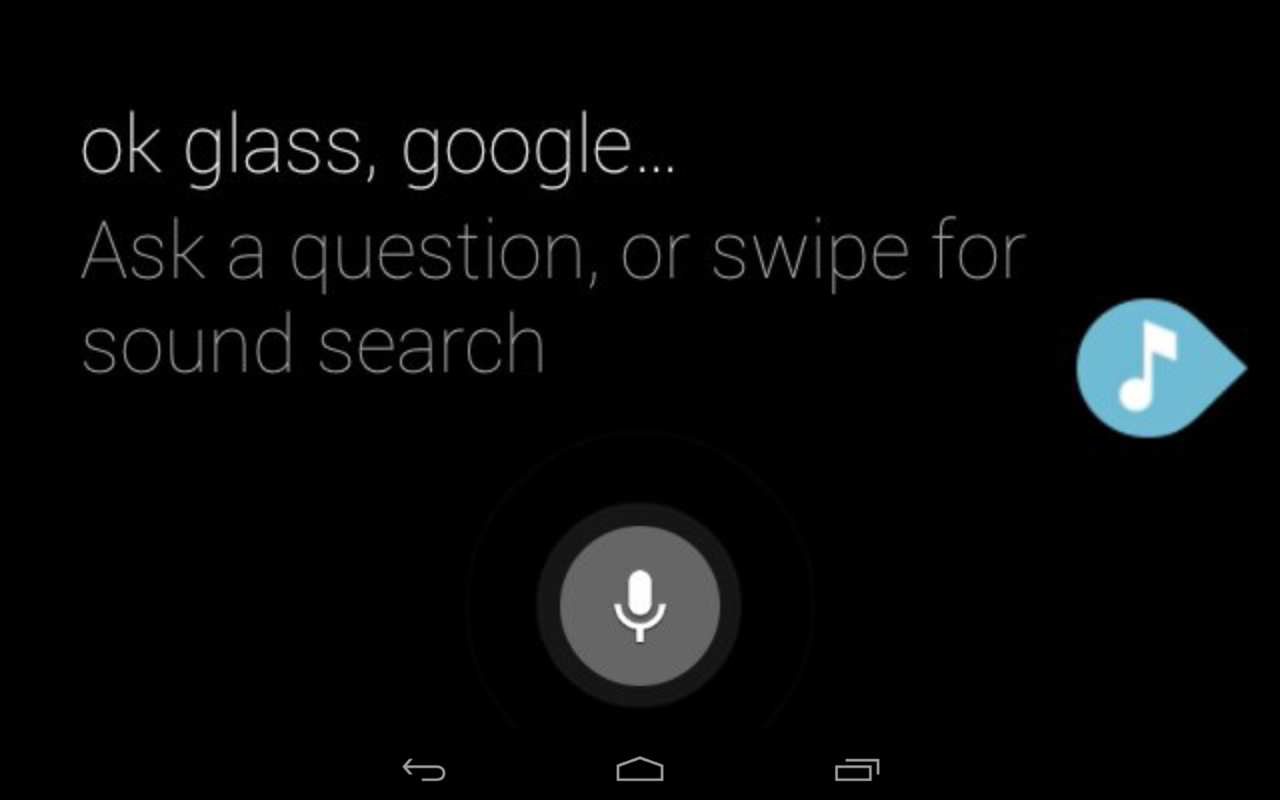 ok glass, google...
Ask a question, or swipe for
sound search